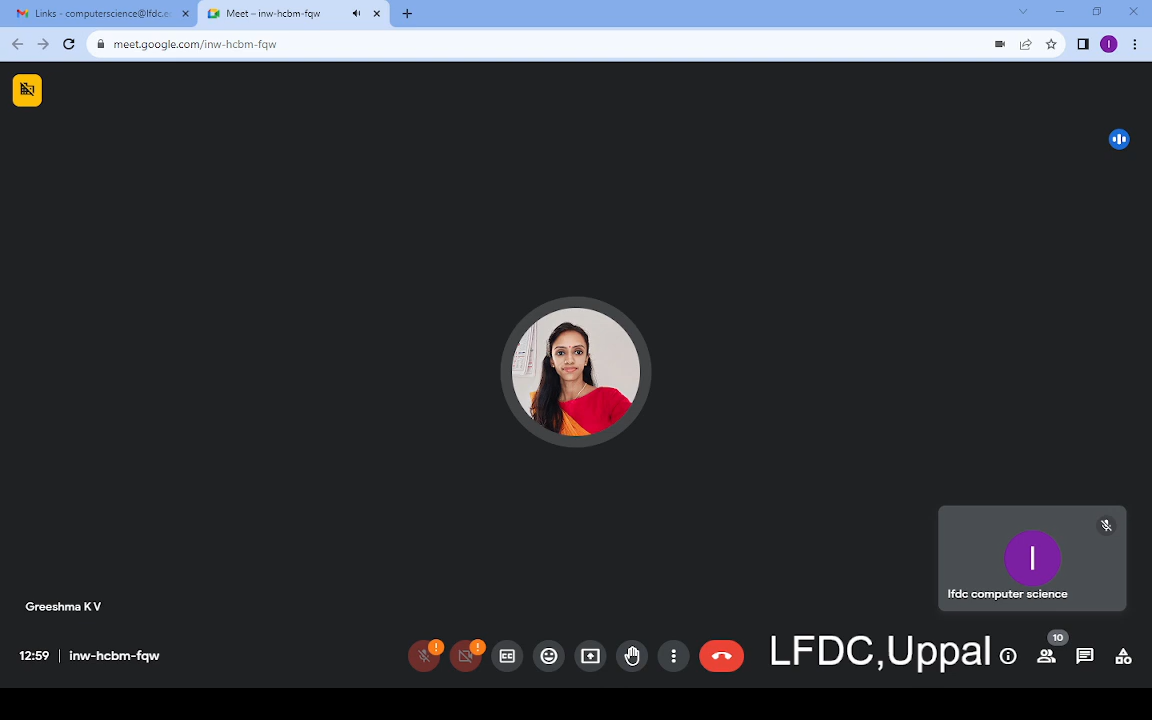 Links - computerscience@lfdc.e
Meet – inw-hcbm-fqw
meet.google.com/inw-hcbm-fqw
I
l
lfdc computer science
Greeshma K V
12:59 | inw-hcbm-fqw
CC
LFDC,Uppal
10